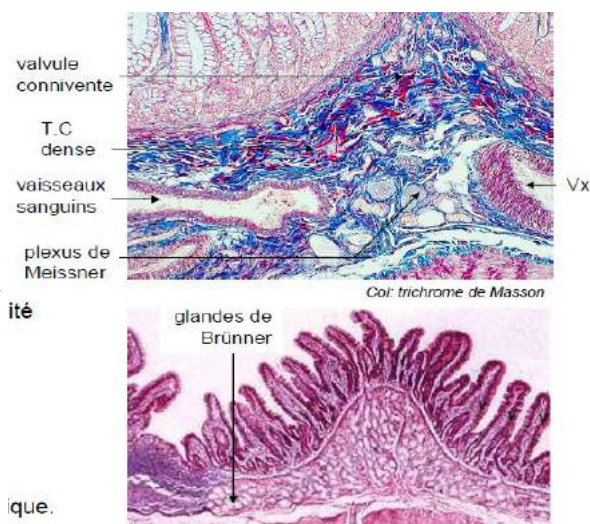 valvule
connivente
T.C
dense
vaisseaux
sanguins
Vx
plexus de
Meissner
Col: trichrome de Masson
ité
glandes de
Brünner
ique.